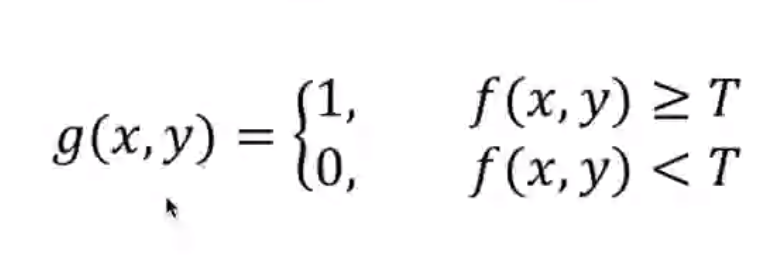 g(x, y) = {1, f(x, y) ≥ T
0, f(x, y) < T